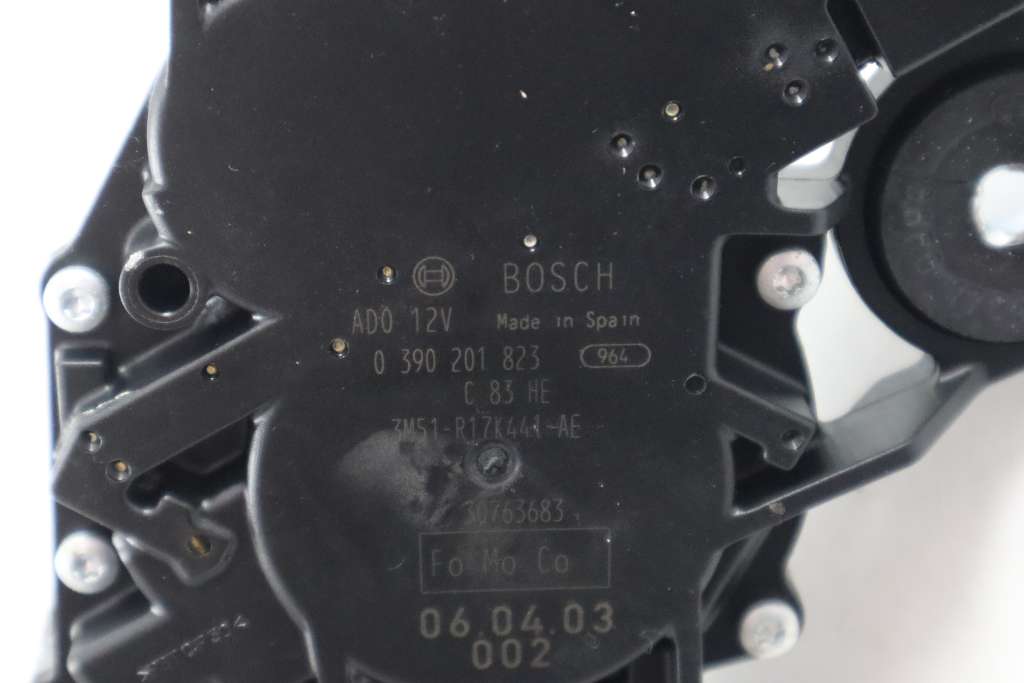 BOSCH
AD0 12V Made in Spain
0 390 201 823 964
C 83 HE
3M51-R17K441-AE
30763683
Fo Mo Co
06.04.03
002